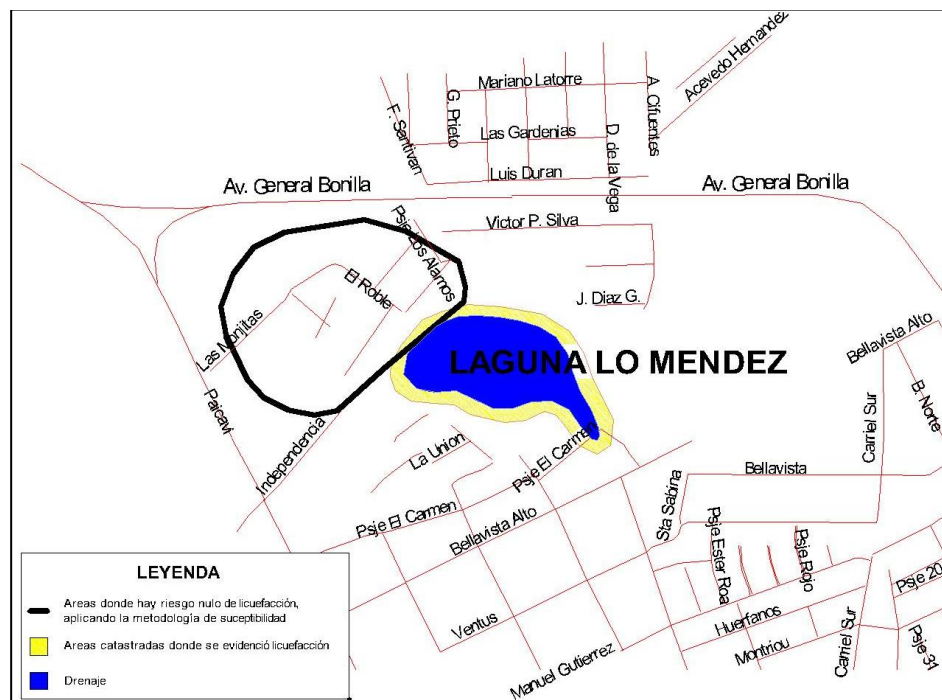 Acevedo Hernandez
Mariano Latorre
A. Cifuentes
G. Prieto
F. Santivan
Las Gardenias
D. de la Vega
Luis Duran
Av. General Bonilla
Av. General Bonilla
Victor P. Silva
Psje Los Alamos
El Roble
J. Diaz G.
Las Monjitas
LAGUNA LO MENDEZ
Bellavista Alto
B. Norte
Paicavi
Carriel Sur
Independencia
La Union
Psje El Carmen
Bellavista
Sta Sabina
Psje El Carmen
Bellavista Alto
Psje Ester Roa
Psje Rojo
Psje 20
Ventus
Huerfanos
Manuel Gutierrez
Montriou
Carriel Sur
Psje 31
LEYENDA
Areas donde hay riesgo nulo de licuefacción,
aplicando la metodología de suceptibilidad
Areas catastradas donde se evidenció licuefacción
Drenaje